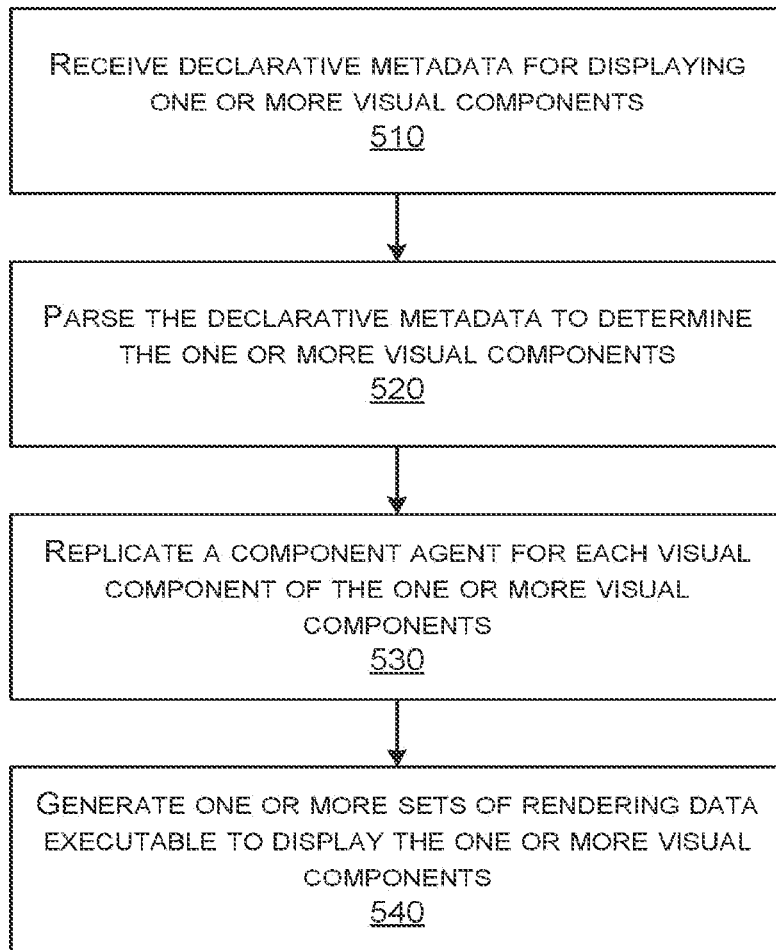 RECEIVE DECLARATIVE METADATA FOR DISPLAYING
ONE OR MORE VISUAL COMPONENTS
510
PARSE THE DECLARATIVE METADATA TO DETERMINE
THE ONE OR MORE VISUAL COMPONENTS
520
REPLICATE A COMPONENT AGENT FOR EACH VISUAL
COMPONENT OF THE ONE OR MORE VISUAL
COMPONENTS
530
GENERATE ONE OR MORE SETS OF RENDERING DATA
EXECUTABLE TO DISPLAY THE ONE OR MORE VISUAL
COMPONENTS
540